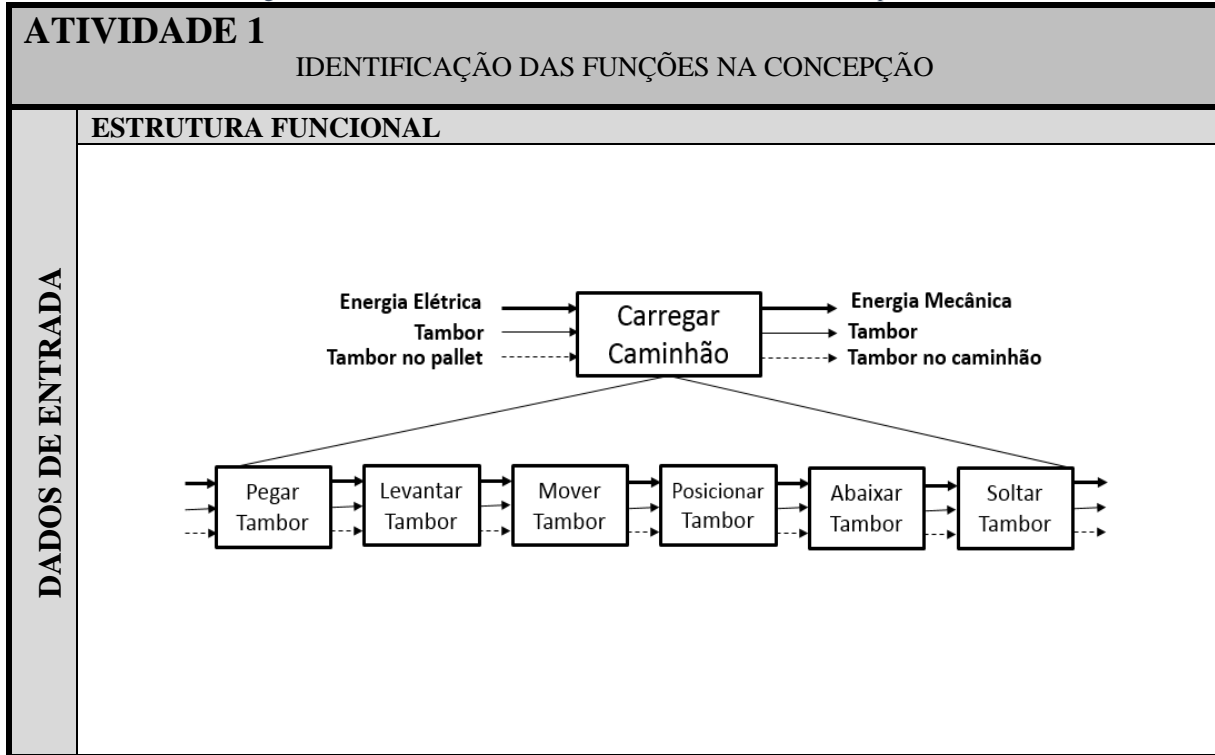 ATIVIDADE 1
IDENTIFICAÇÃO DAS FUNÇÕES NA CONCEPÇÃO
DADOS DE ENTRADA
ESTRUTURA FUNCIONAL
Energia Elétrica
Tambor
Tambor no pallet
Carregar
Caminhão
Energia Mecânica
Tambor
Tambor no caminhão
Pegar
Tambor
Levantar
Tambor
Mover
Tambor
Posicionar
Tambor
Abaixar
Tambor
Soltar
Tambor